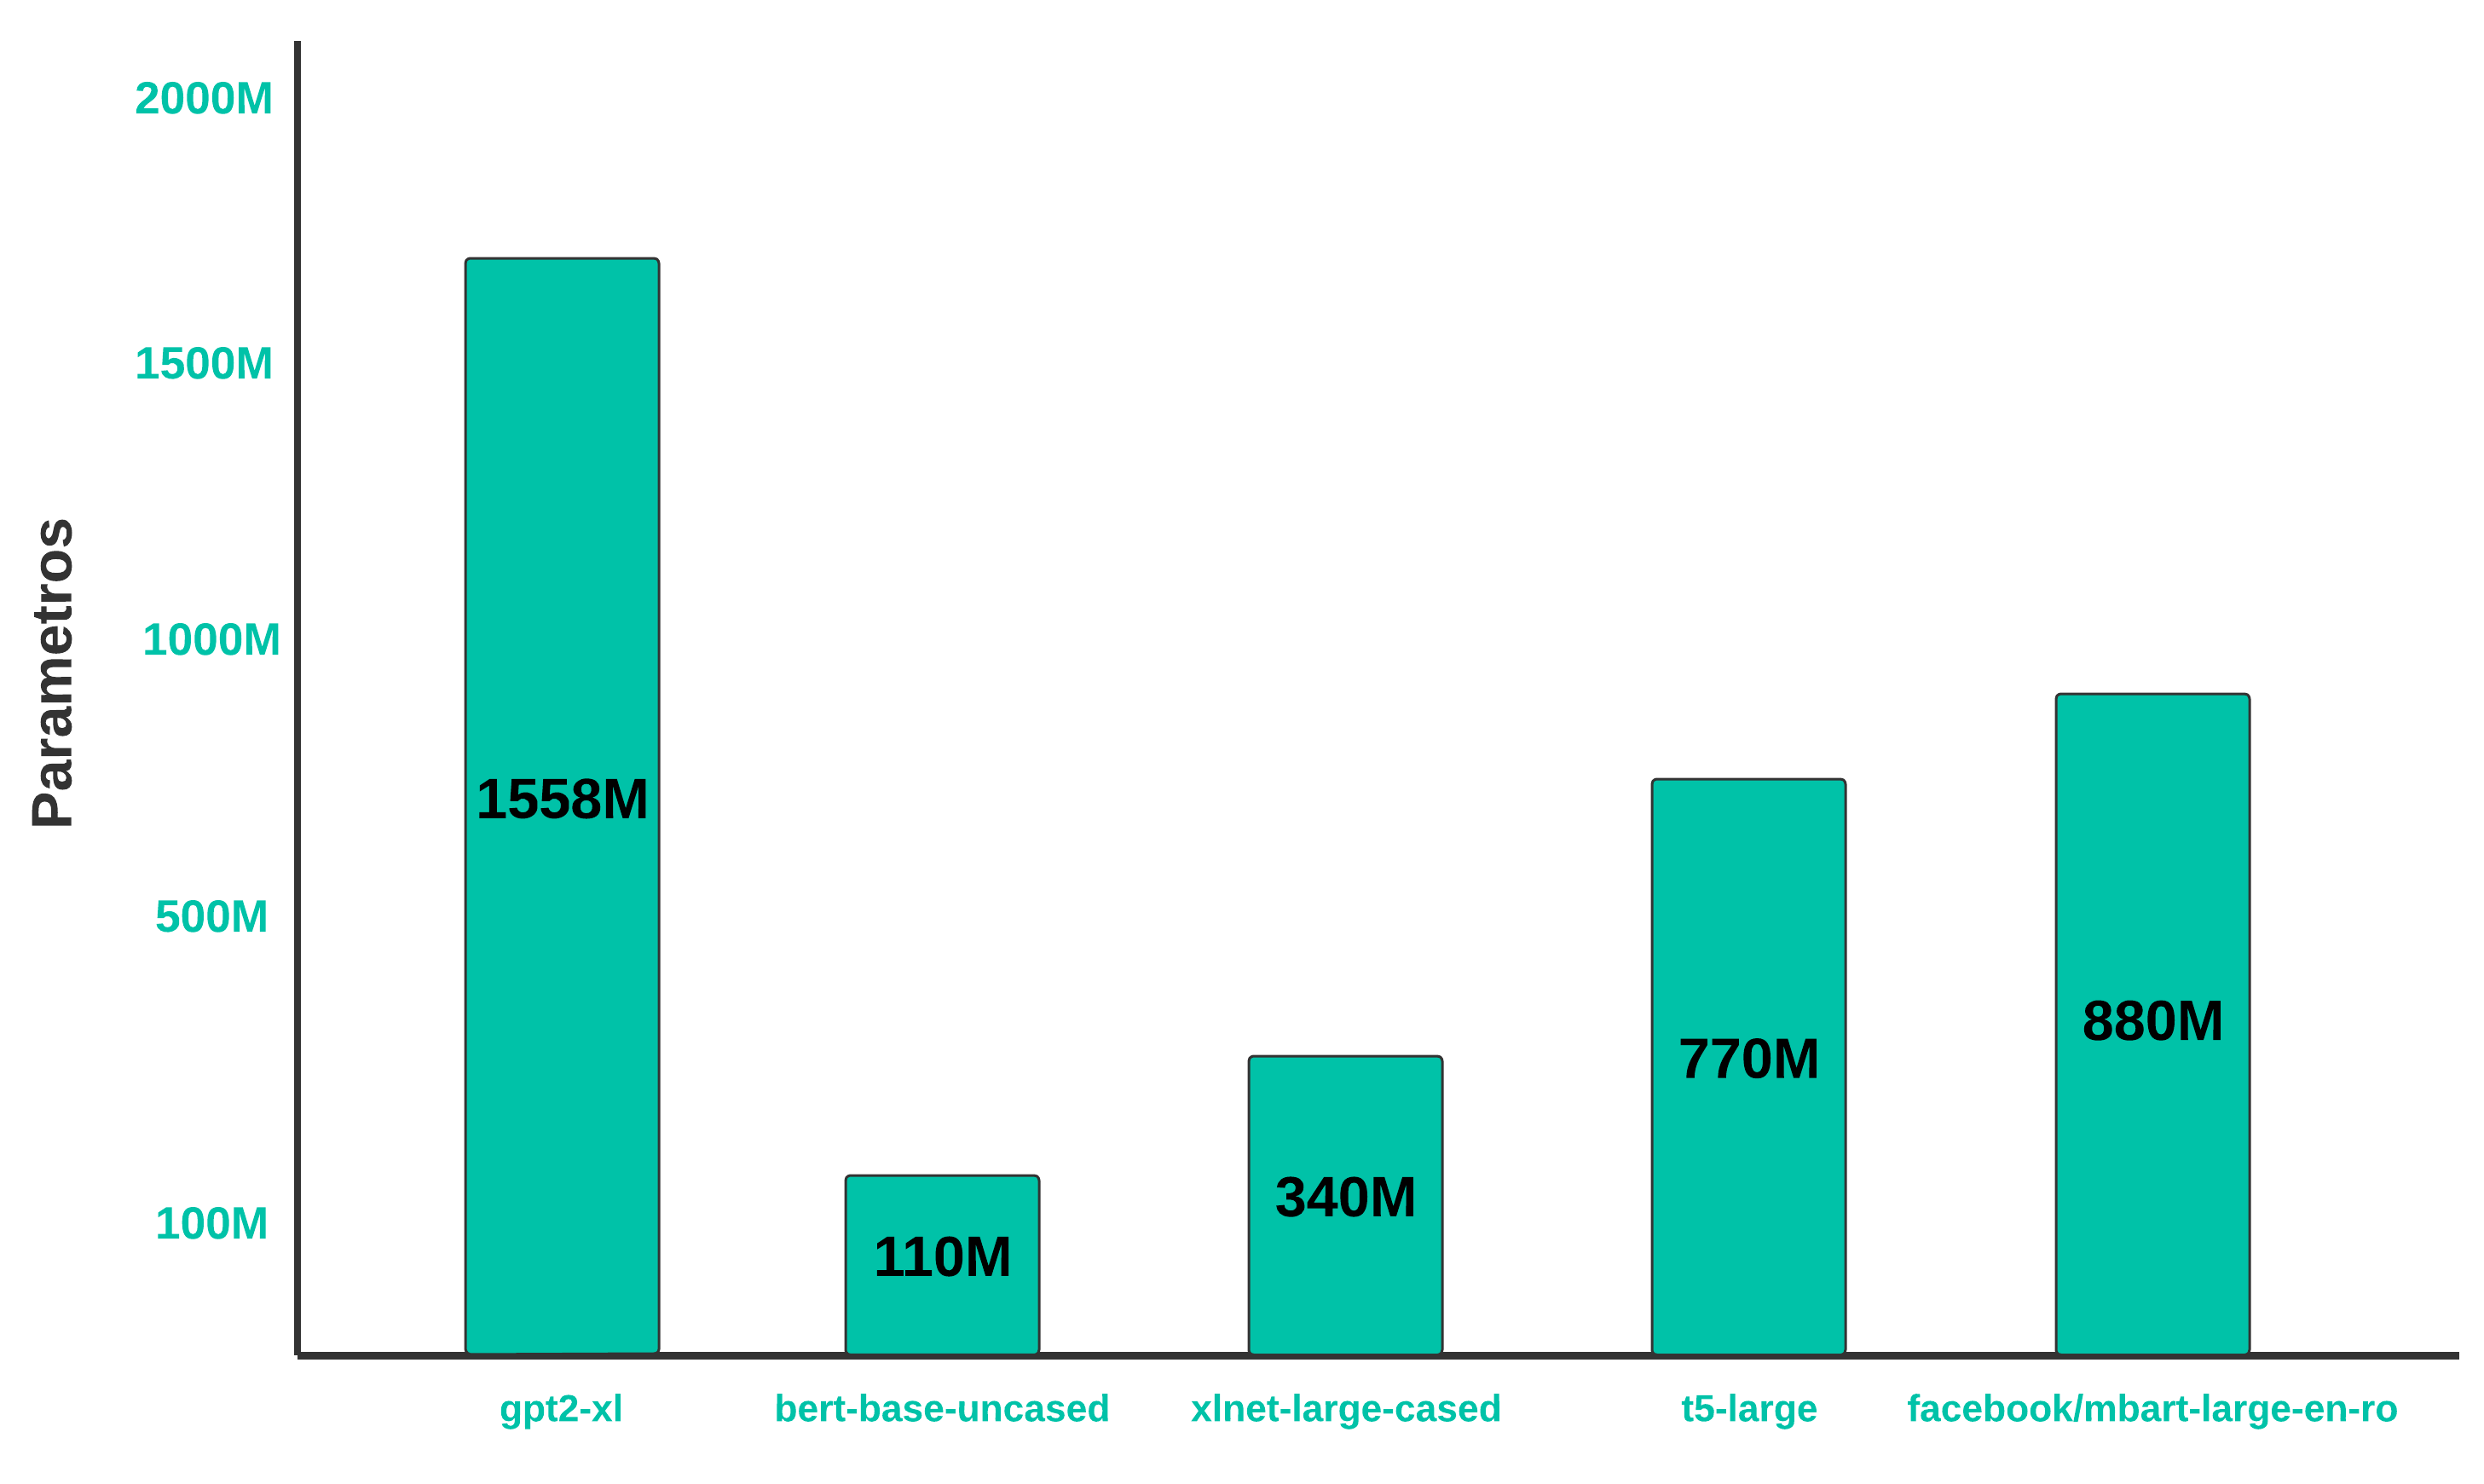 2000M
1500M
1000M
500M
100M
Parametros
1558M
110M
340M
770M
880M
gpt2-xl
bert-base-uncased
xlnet-large-cased
t5-large
facebook/mbart-large-en-ro